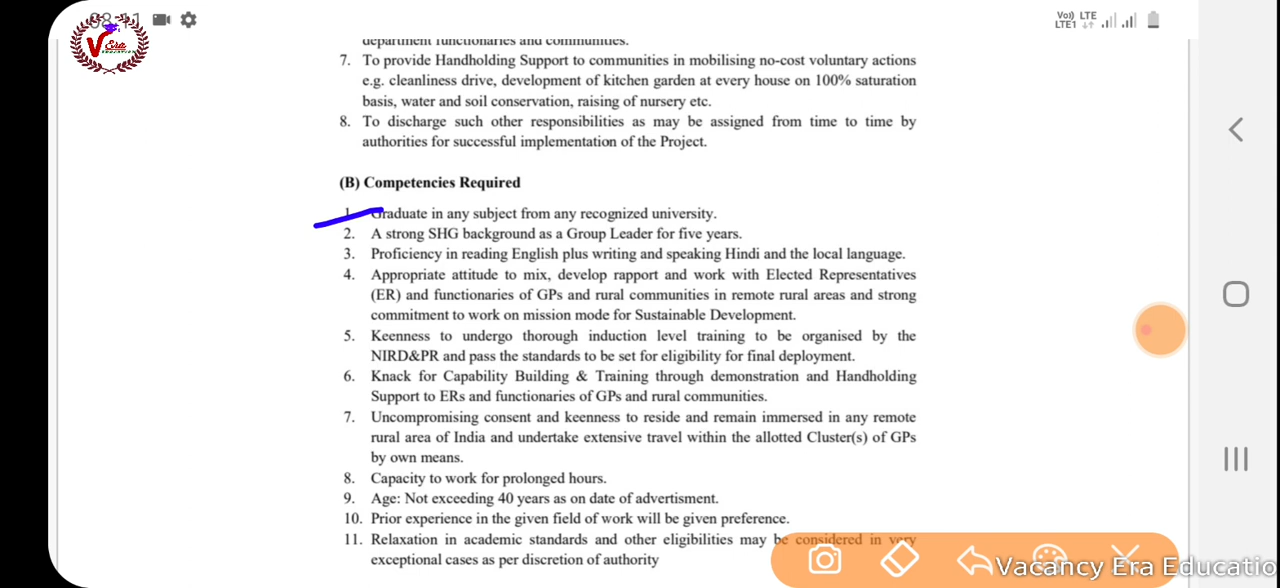 08:11
Voi) LTE
LTE1
V Edu
department functionaries and communities.
7. To provide Handholding Support to communities in mobilising no-cost voluntary actions
e.g. cleanliness drive, development of kitchen garden at every house on 100% saturation
basis, water and soil conservation, raising of nursery etc.
8. To discharge such other responsibilities as may be assigned from time to time by
authorities for successful implementation of the Project.
(B) Competencies Required
1. Graduate in any subject from any recognized university.
2. A strong SHG background as a Group Leader for five years.
3. Proficiency in reading English plus writing and speaking Hindi and the local language.
4. Appropriate attitude to mix, develop rapport and work with Elected Representatives
(ER) and functionaries of GPs and rural communities in remote rural areas and strong
commitment to work on mission mode for Sustainable Development.
5. Keenness to undergo thorough induction level training to be organised by the
NIRD&PR and pass the standards to be set for eligibility for final deployment.
6. Knack for Capability Building & Training through demonstration and Handholding
Support to ERs and functionaries of GPs and rural communities.
7. Uncompromising consent and keenness to reside and remain immersed in any remote
rural area of India and undertake extensive travel within the allotted Cluster(s) of GPs
by own means.
8. Capacity to work for prolonged hours.
9. Age: Not exceeding 40 years as on date of advertisment.
10. Prior experience in the given field of work will be given preference.
11. Relaxation in academic standards and other eligibilities may be considered in very
exceptional cases as per discretion of authority
Vacancy Era Educatio